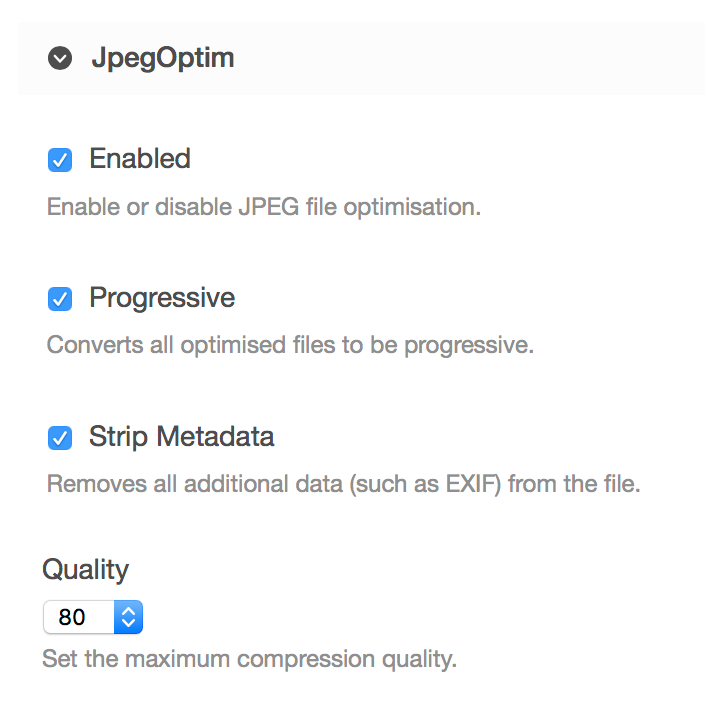 JpegOptim
Enabled
Enable or disable JPEG file optimisation.
Progressive
Converts all optimised files to be progressive.
Strip Metadata
Removes all additional data (such as EXIF) from the file.
Quality
80
Set the maximum compression quality.